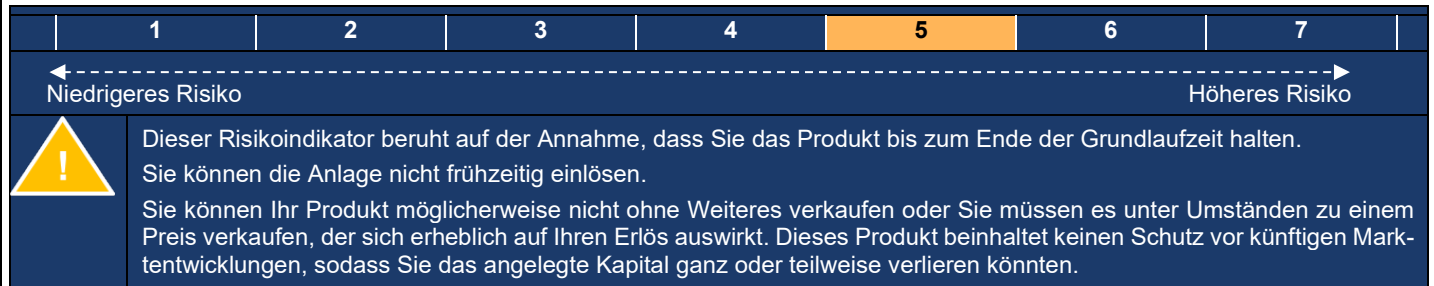 1 2 3 4 5 6 7
Niedrigeres Risiko Höheres Risiko
!
Dieser Risikoindikator beruht auf der Annahme, dass Sie das Produkt bis zum Ende der Grundlaufzeit halten.
Sie können die Anlage nicht frühzeitig einlösen.
Sie können Ihr Produkt möglicherweise nicht ohne Weiteres verkaufen oder Sie müssen es unter Umständen zu einem
Preis verkaufen, der sich erheblich auf Ihren Erlös auswirkt. Dieses Produkt beinhaltet keinen Schutz vor künftigen Mark-
tentwicklungen, sodass Sie das angelegte Kapital ganz oder teilweise verlieren könnten.